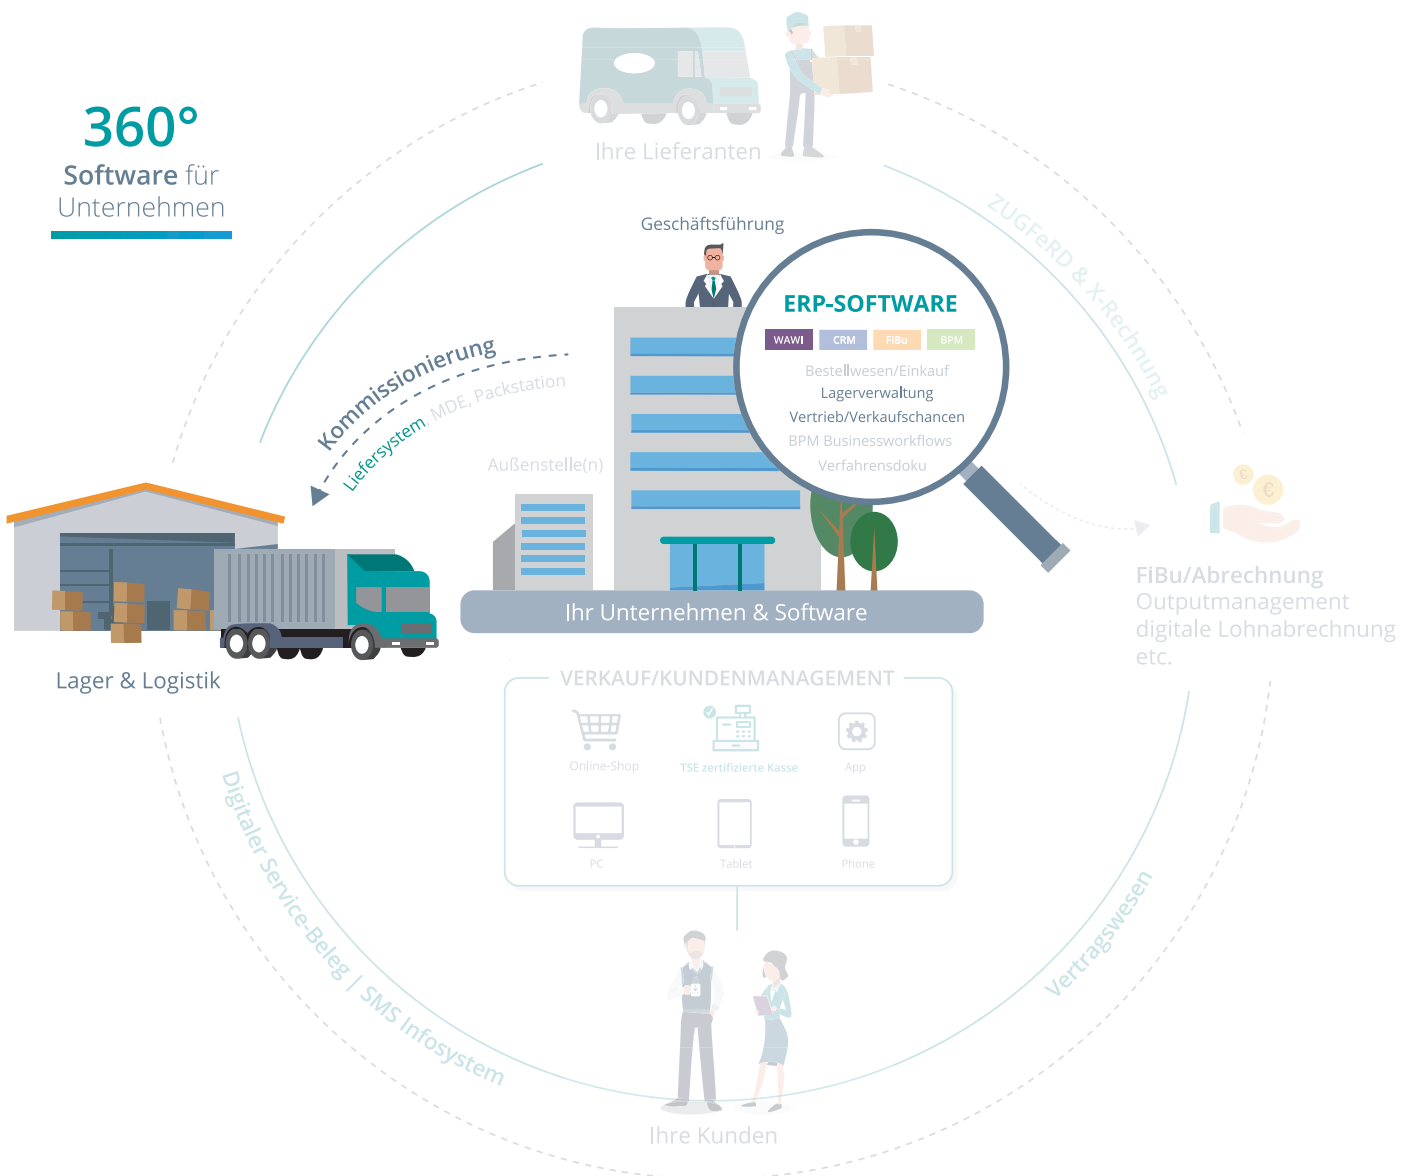 360°
Software für
Unternehmen
Ihre Lieferanten
ZUGFeRD & X-Rechnung
Geschäftsführung
ERP-SOFTWARE
WAWI CRM FiBu BPM
Bestellwesen/Einkauf
Lagerverwaltung
Vertrieb/Verkaufschancen
BPM Businessworkflows
Verfahrensdoku
Kommissionierung
Liefersystem, MDE, Packstation
Außenstelle(n)
€ €
FiBu/Abrechnung
Outputmanagement
digitale Lohnabrechnung
etc.
Ihr Unternehmen & Software
Lager & Logistik
VERKAUF/KUNDENMANAGEMENT
Online-Shop
TSE zertifizierte Kasse
App
PC
Tablet
Phone
Digitaler Service-Beleg | SMS Infosystem
Vertragswesen
Ihre Kunden